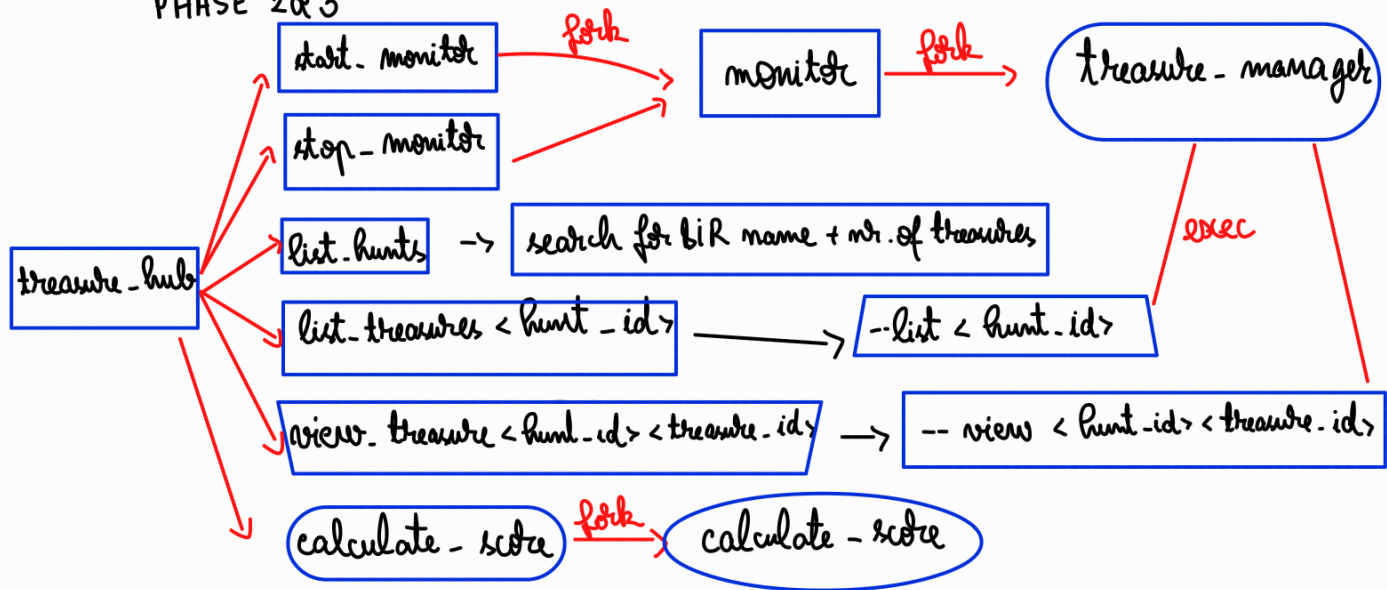 PHASE 2&3
start_monitor
fork
monitor
fork
treasure_manager
stop_monitor
treasure_hub
list_hunts
->
search for DIR name + nr. of treasures
exec
list_treasures <hunt_id>
--list <hunt_id>
view_treasure <hunt_id> <treasure_id>
-- view <hunt_id> <treasure_id>
calculate_score
fork
calculate_score